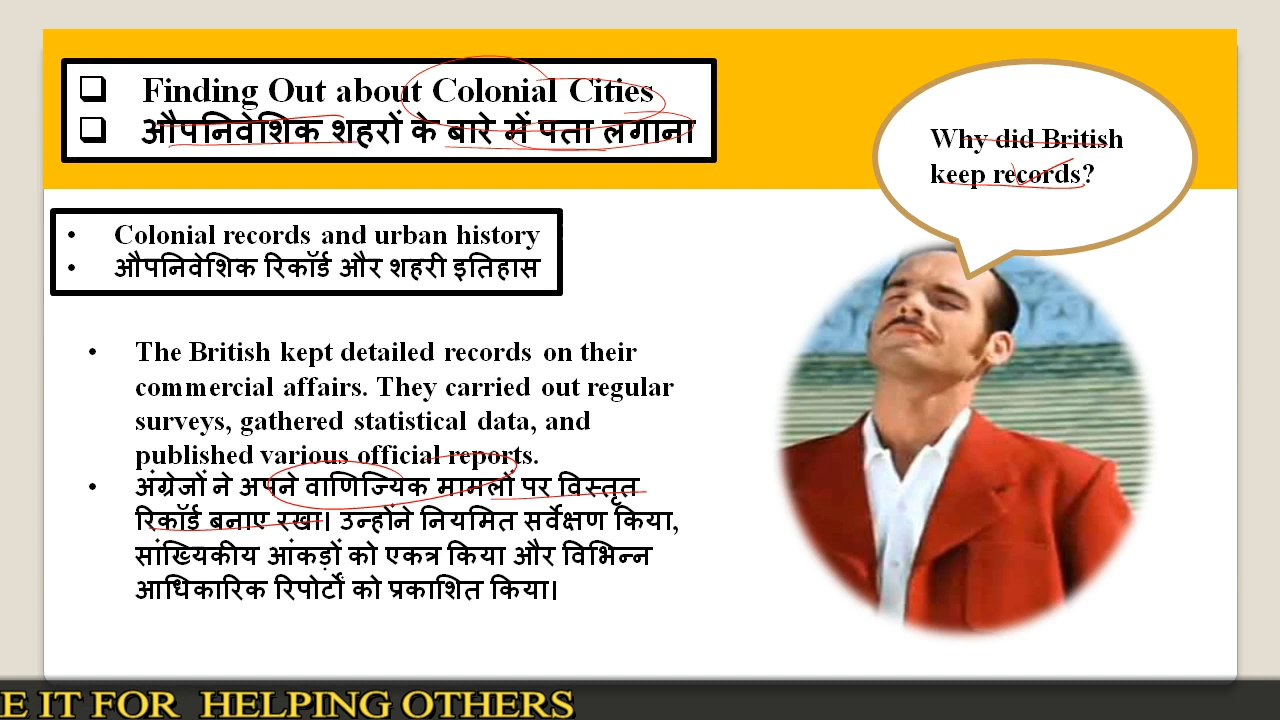 Finding Out about Colonial Cities
औपनिवेशिक शहरों के बारे में पता लगाना
Why did British
keep records?
Colonial records and urban history
औपनिवेशिक रिकॉर्ड और शहरी इतिहास
The British kept detailed records on their
commercial affairs. They carried out regular
surveys, gathered statistical data, and
published various official reports.
अंग्रेजों ने अपने वाणिज्यिक मामलों पर विस्तृत
रिकॉर्ड बनाए रखा। उन्होंने नियमित सर्वेक्षण किया,
सांख्यिकीय आंकड़ों को एकत्र किया और विभिन्न
आधिकारिक रिपोर्टों को प्रकाशित किया।
E IT FOR HELPING OTHERS